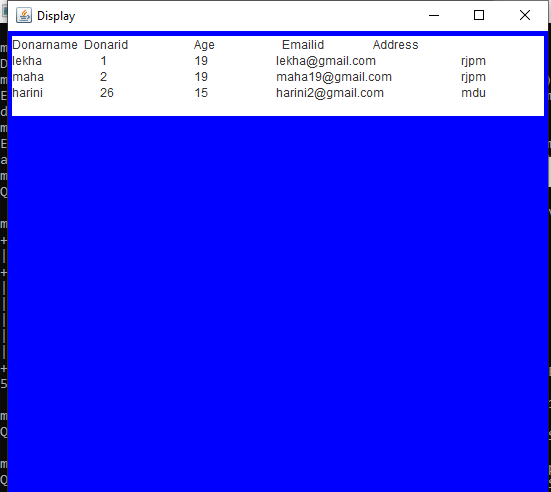 Display
Donarname Donarid Age Emailid Address
lekha 1 19 lekha@gmail.com rjpm
maha 2 19 maha19@gmail.com rjpm
harini 26 15 harini2@gmail.com mdu